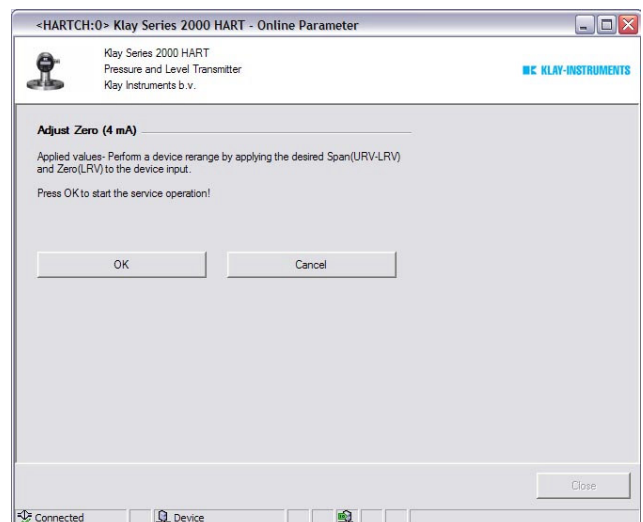 <HARTCH:0> Klay Series 2000 HART - Online Parameter
Klay Series 2000 HART
Pressure and Level Transmitter
Klay Instruments b.v.
KLAY-INSTRUMENTS
Adjust Zero (4 mA)
Applied values- Perform a device rerange by applying the desired Span(URV-LRV)
and Zero(LRV) to the device input.
Press OK to start the service operation!
OK
Cancel
Close
Connected
Device